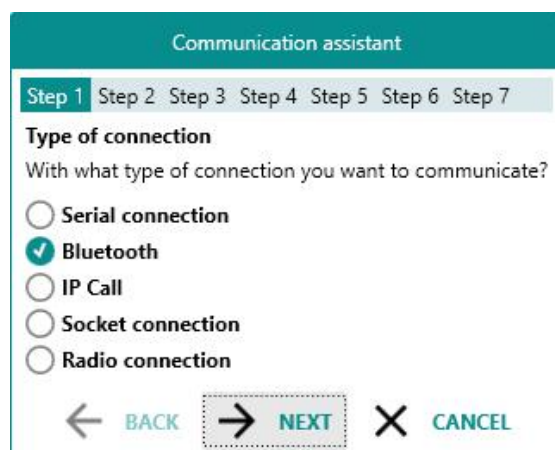 Communication assistant
Step 1 Step 2 Step 3 Step 4 Step 5 Step 6 Step 7
Type of connection
With what type of connection you want to communicate?
Serial connection
Bluetooth
IP Call
Socket connection
Radio connection
BACK NEXT CANCEL